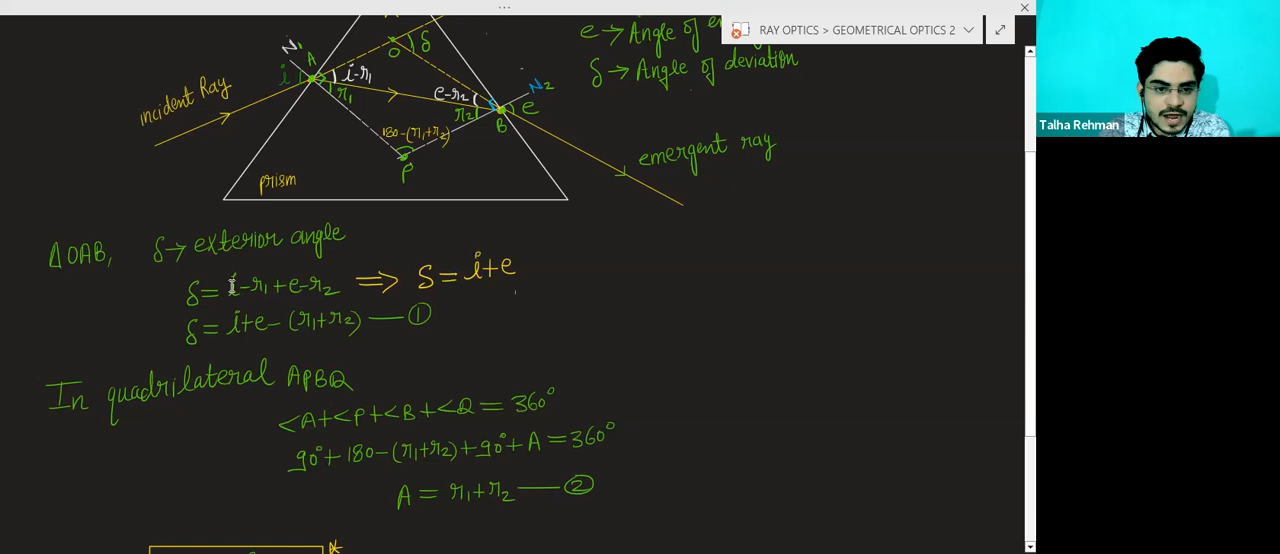 RAY OPTICS > GEOMETRICAL OPTICS 2
e → Angle of
δ → Angle of deviation
Talha Rehman
O δ
N1 A
i i-r1
r1
e-r2 N2
r2 B e
180-(r1+r2)
P
incident Ray
emergent ray
prism
ΔOAB, δ → exterior angle
δ = i-r1+e-r2 ⟹ δ = i+e
δ = i+e-(r1+r2) —— ①
In quadrilateral APBQ
<A+<P+<B+<Q = 360°
90°+180-(r1+r2)+90°+A = 360°
A = r1+r2 —— ②